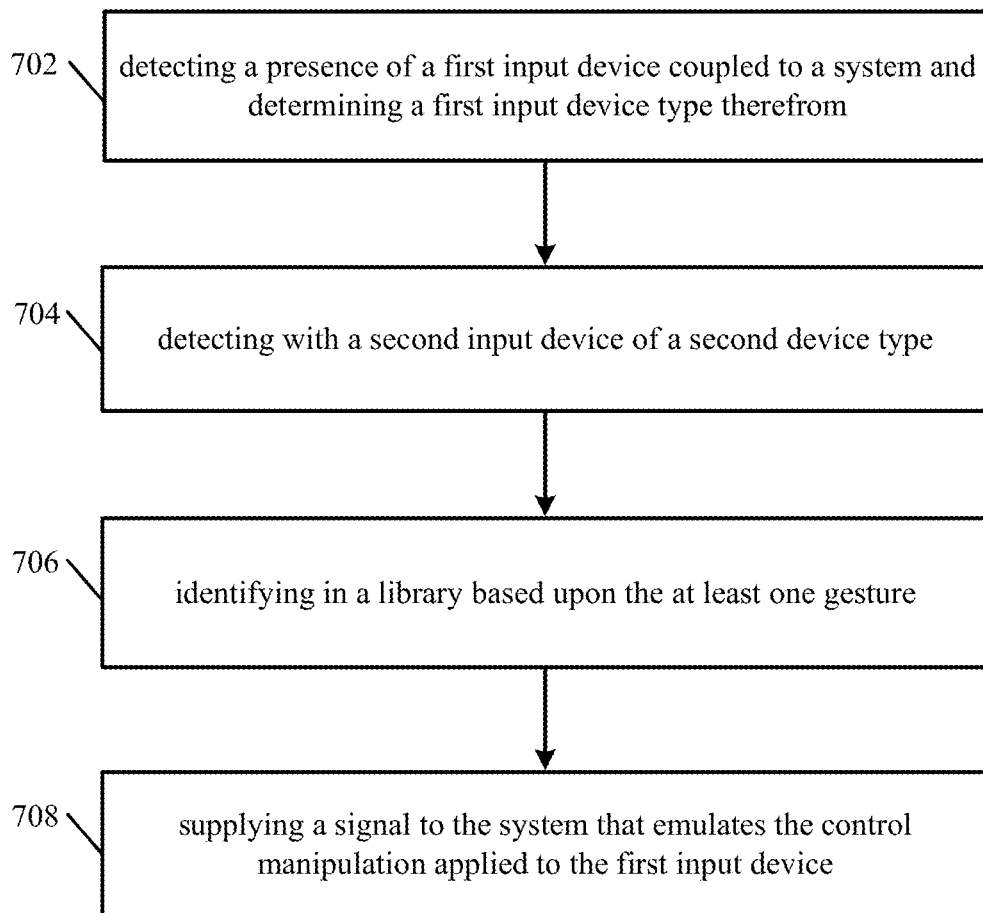 702
detecting a presence of a first input device coupled to a system and
determining a first input device type therefrom
704
detecting with a second input device of a second device type
706
identifying in a library based upon the at least one gesture
708
supplying a signal to the system that emulates the control
manipulation applied to the first input device